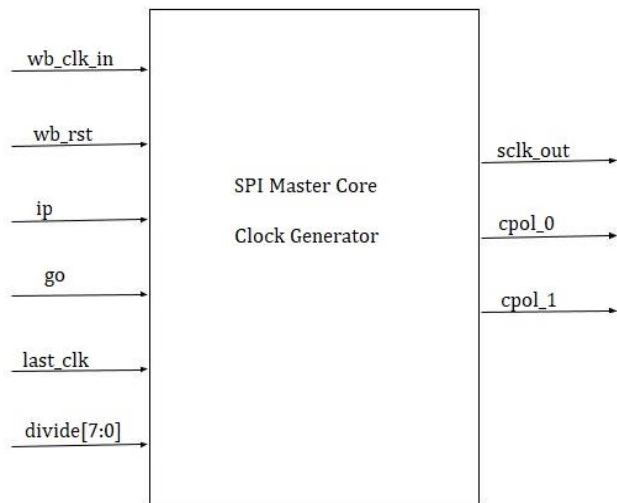 wb_clk_in
wb_rst
ip
go
last_clk
divide[7:0]
SPI Master Core
Clock Generator
sclk_out
cpol_0
cpol_1